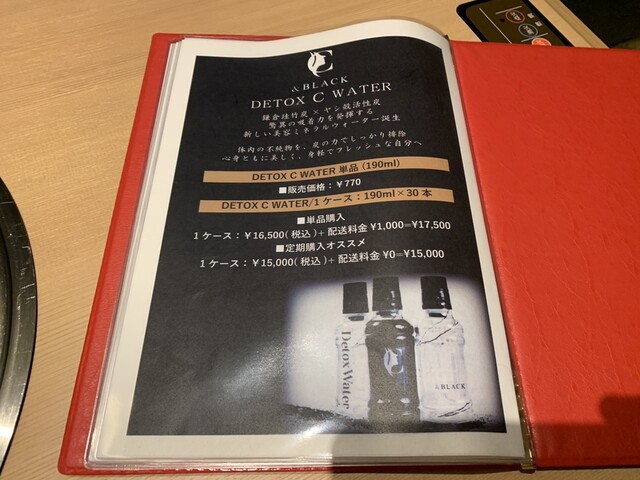 C
&BLACK
DETOX C WATER
鎌倉珪竹炭 × ヤシ殻活性炭
驚異の吸着力を発揮する
新しい美容ミネラルウォーター誕生
体内の不純物を、炭の力でしっかり排除
心身ともに美しく、身軽でフレッシュな自分へ
DETOX C WATER 単品 (190ml)
■販売価格：￥770
DETOX C WATER/1ケース：190ml×30本
■単品購入
1ケース：￥16,500(税込)+ 配送料金 ¥1,000=¥17,500
■定期購入オススメ
1ケース：￥15,000(税込)+ 配送料金 ¥0=¥15,000
DetoxWater
C
&BLACK